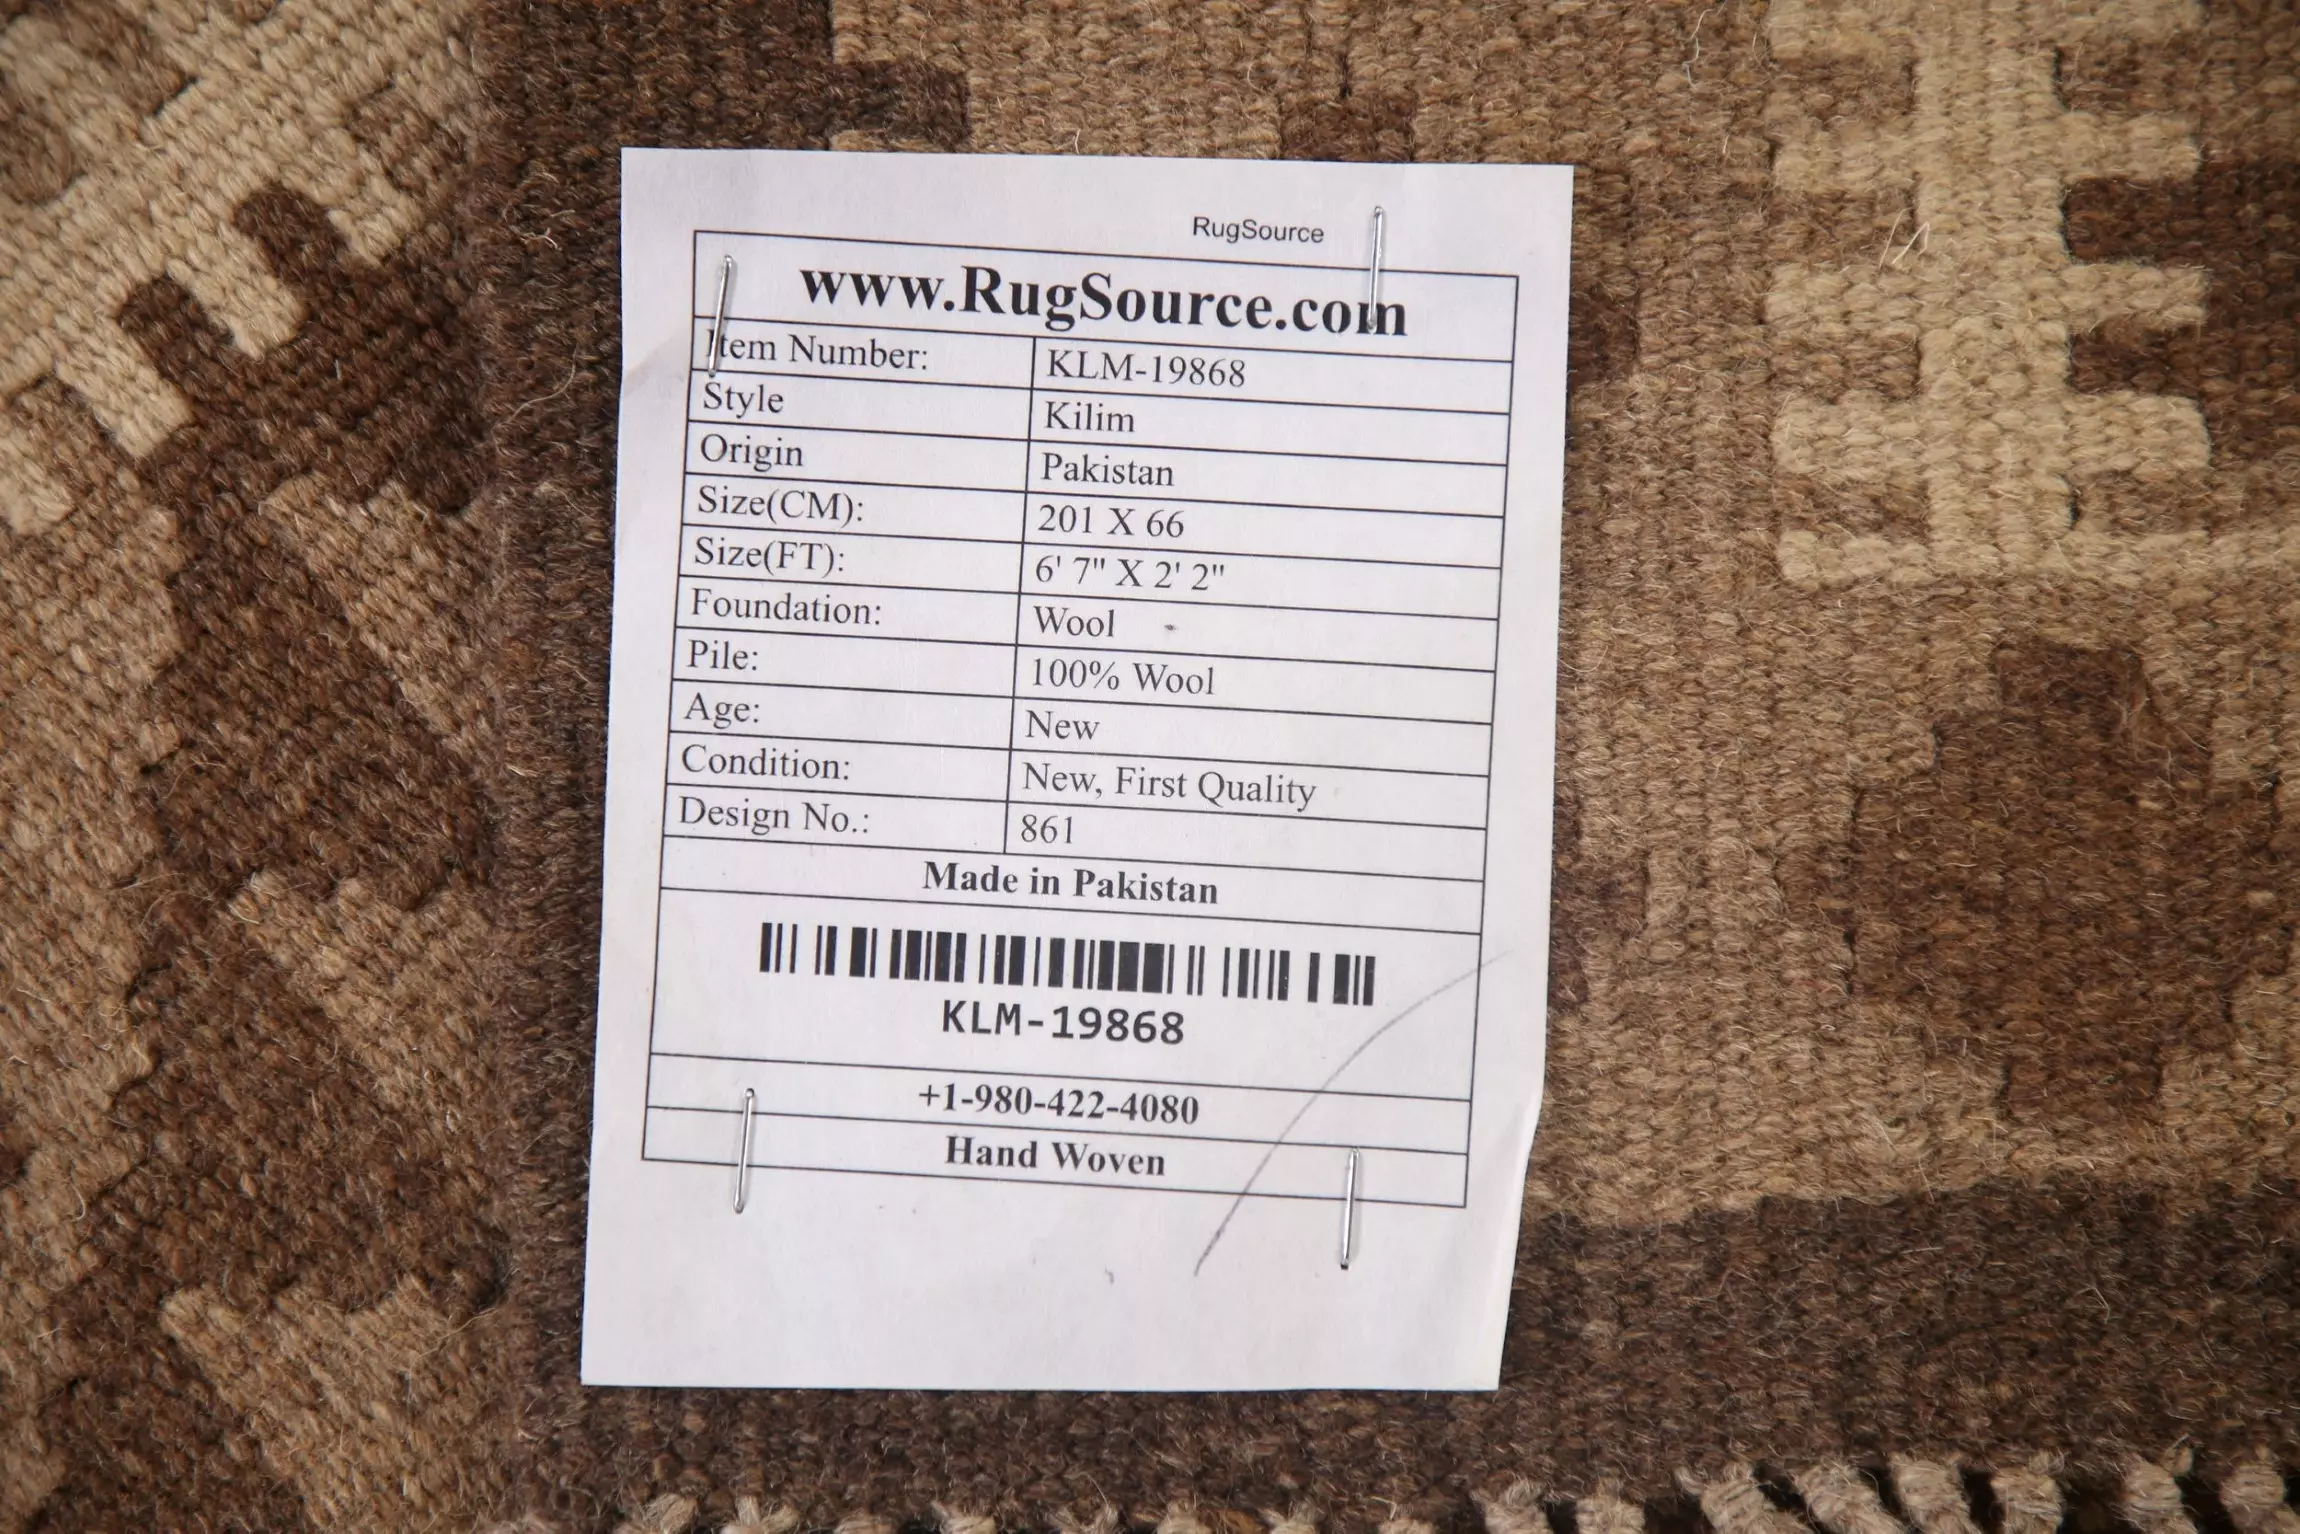 RugSource
www.RugSource.com
Item Number: KLM-19868
Style Kilim
Origin Pakistan
Size(CM): 201 X 66
Size(FT): 6' 7" X 2' 2"
Foundation: Wool
Pile: 100% Wool
Age: New
Condition: New, First Quality
Design No.: 861
Made in Pakistan
KLM-19868
+1-980-422-4080
Hand Woven